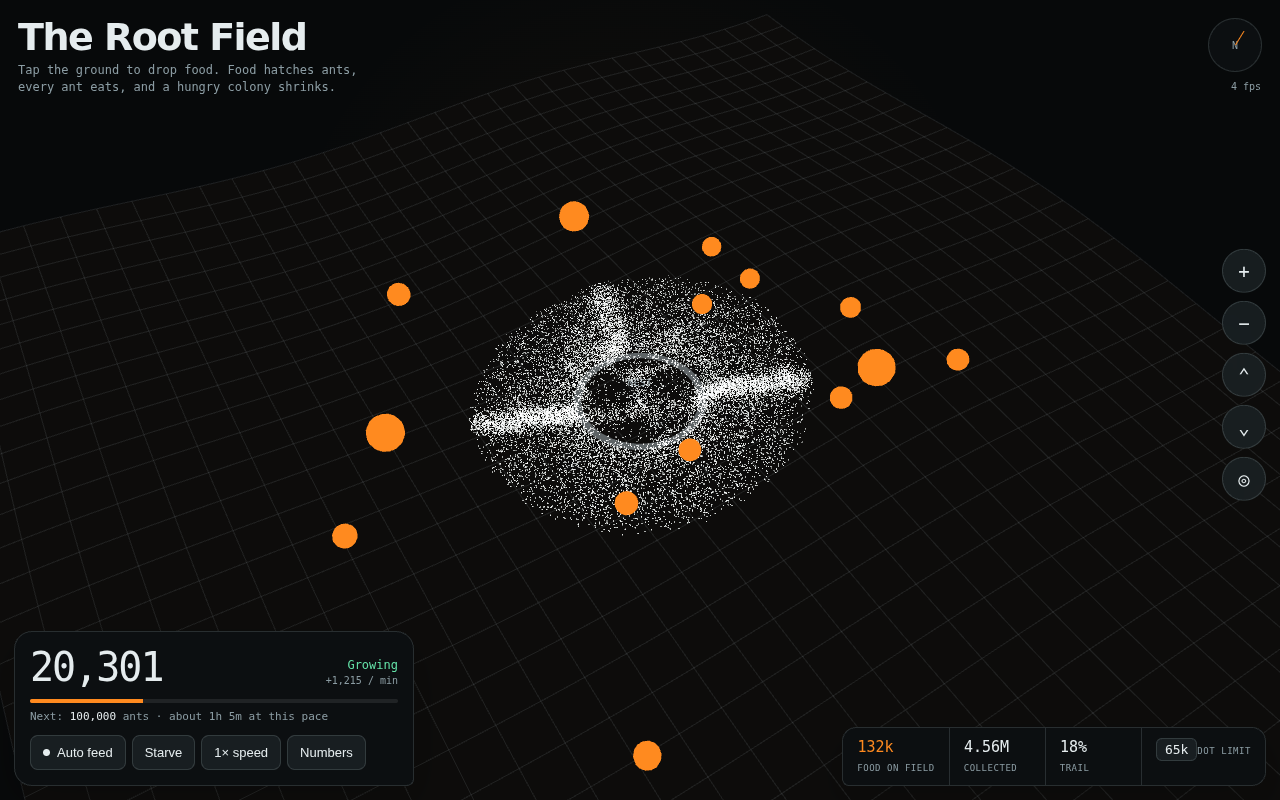 The Root Field
Tap the ground to drop food. Food hatches ants,
every ant eats, and a hungry colony shrinks.
N
4 fps
+
−
^
⌄
◎
20,301
Growing
+1,215 / min
Next: 100,000 ants · about 1h 5m at this pace
Auto feed
Starve
1× speed
Numbers
132k
FOOD ON FIELD
4.56M
COLLECTED
18%
TRAIL
65k DOT LIMIT